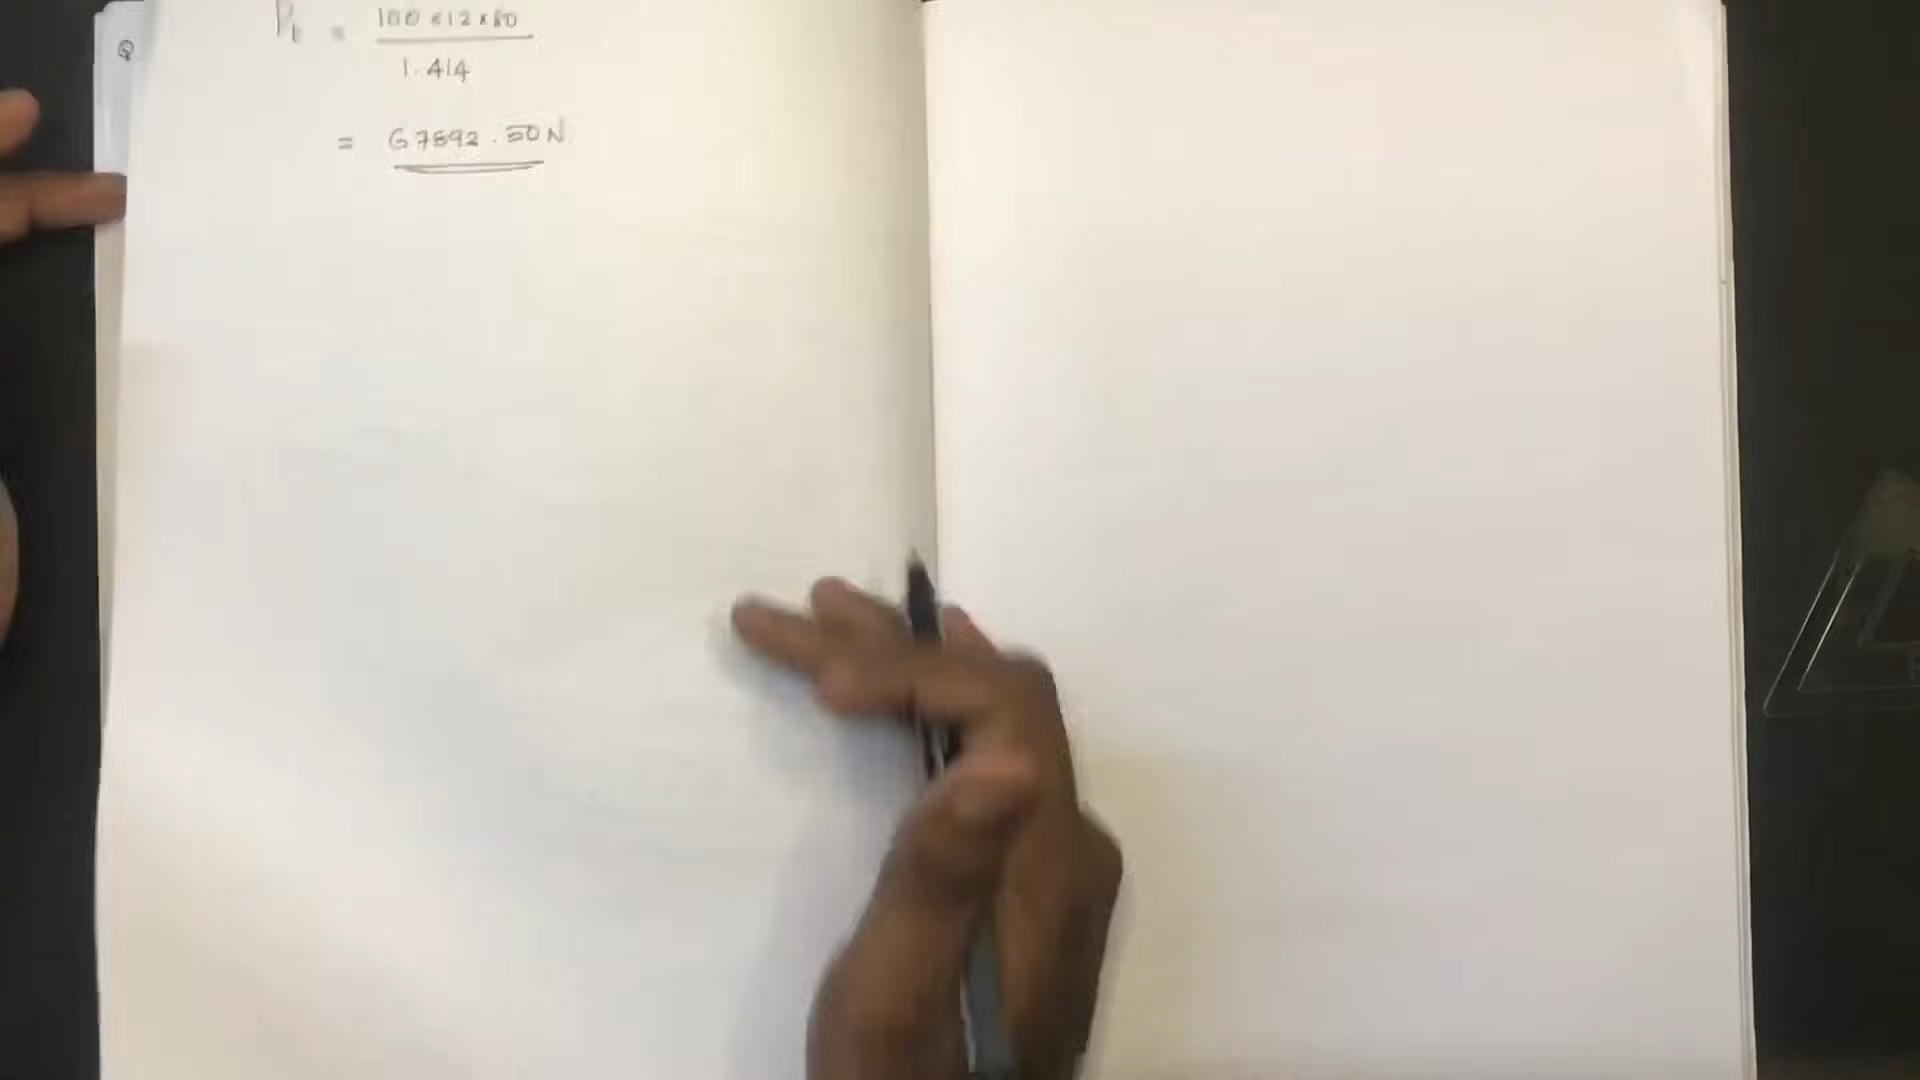 Q
Pt = 100 × 12 × 80
1.414
= 67892.50N